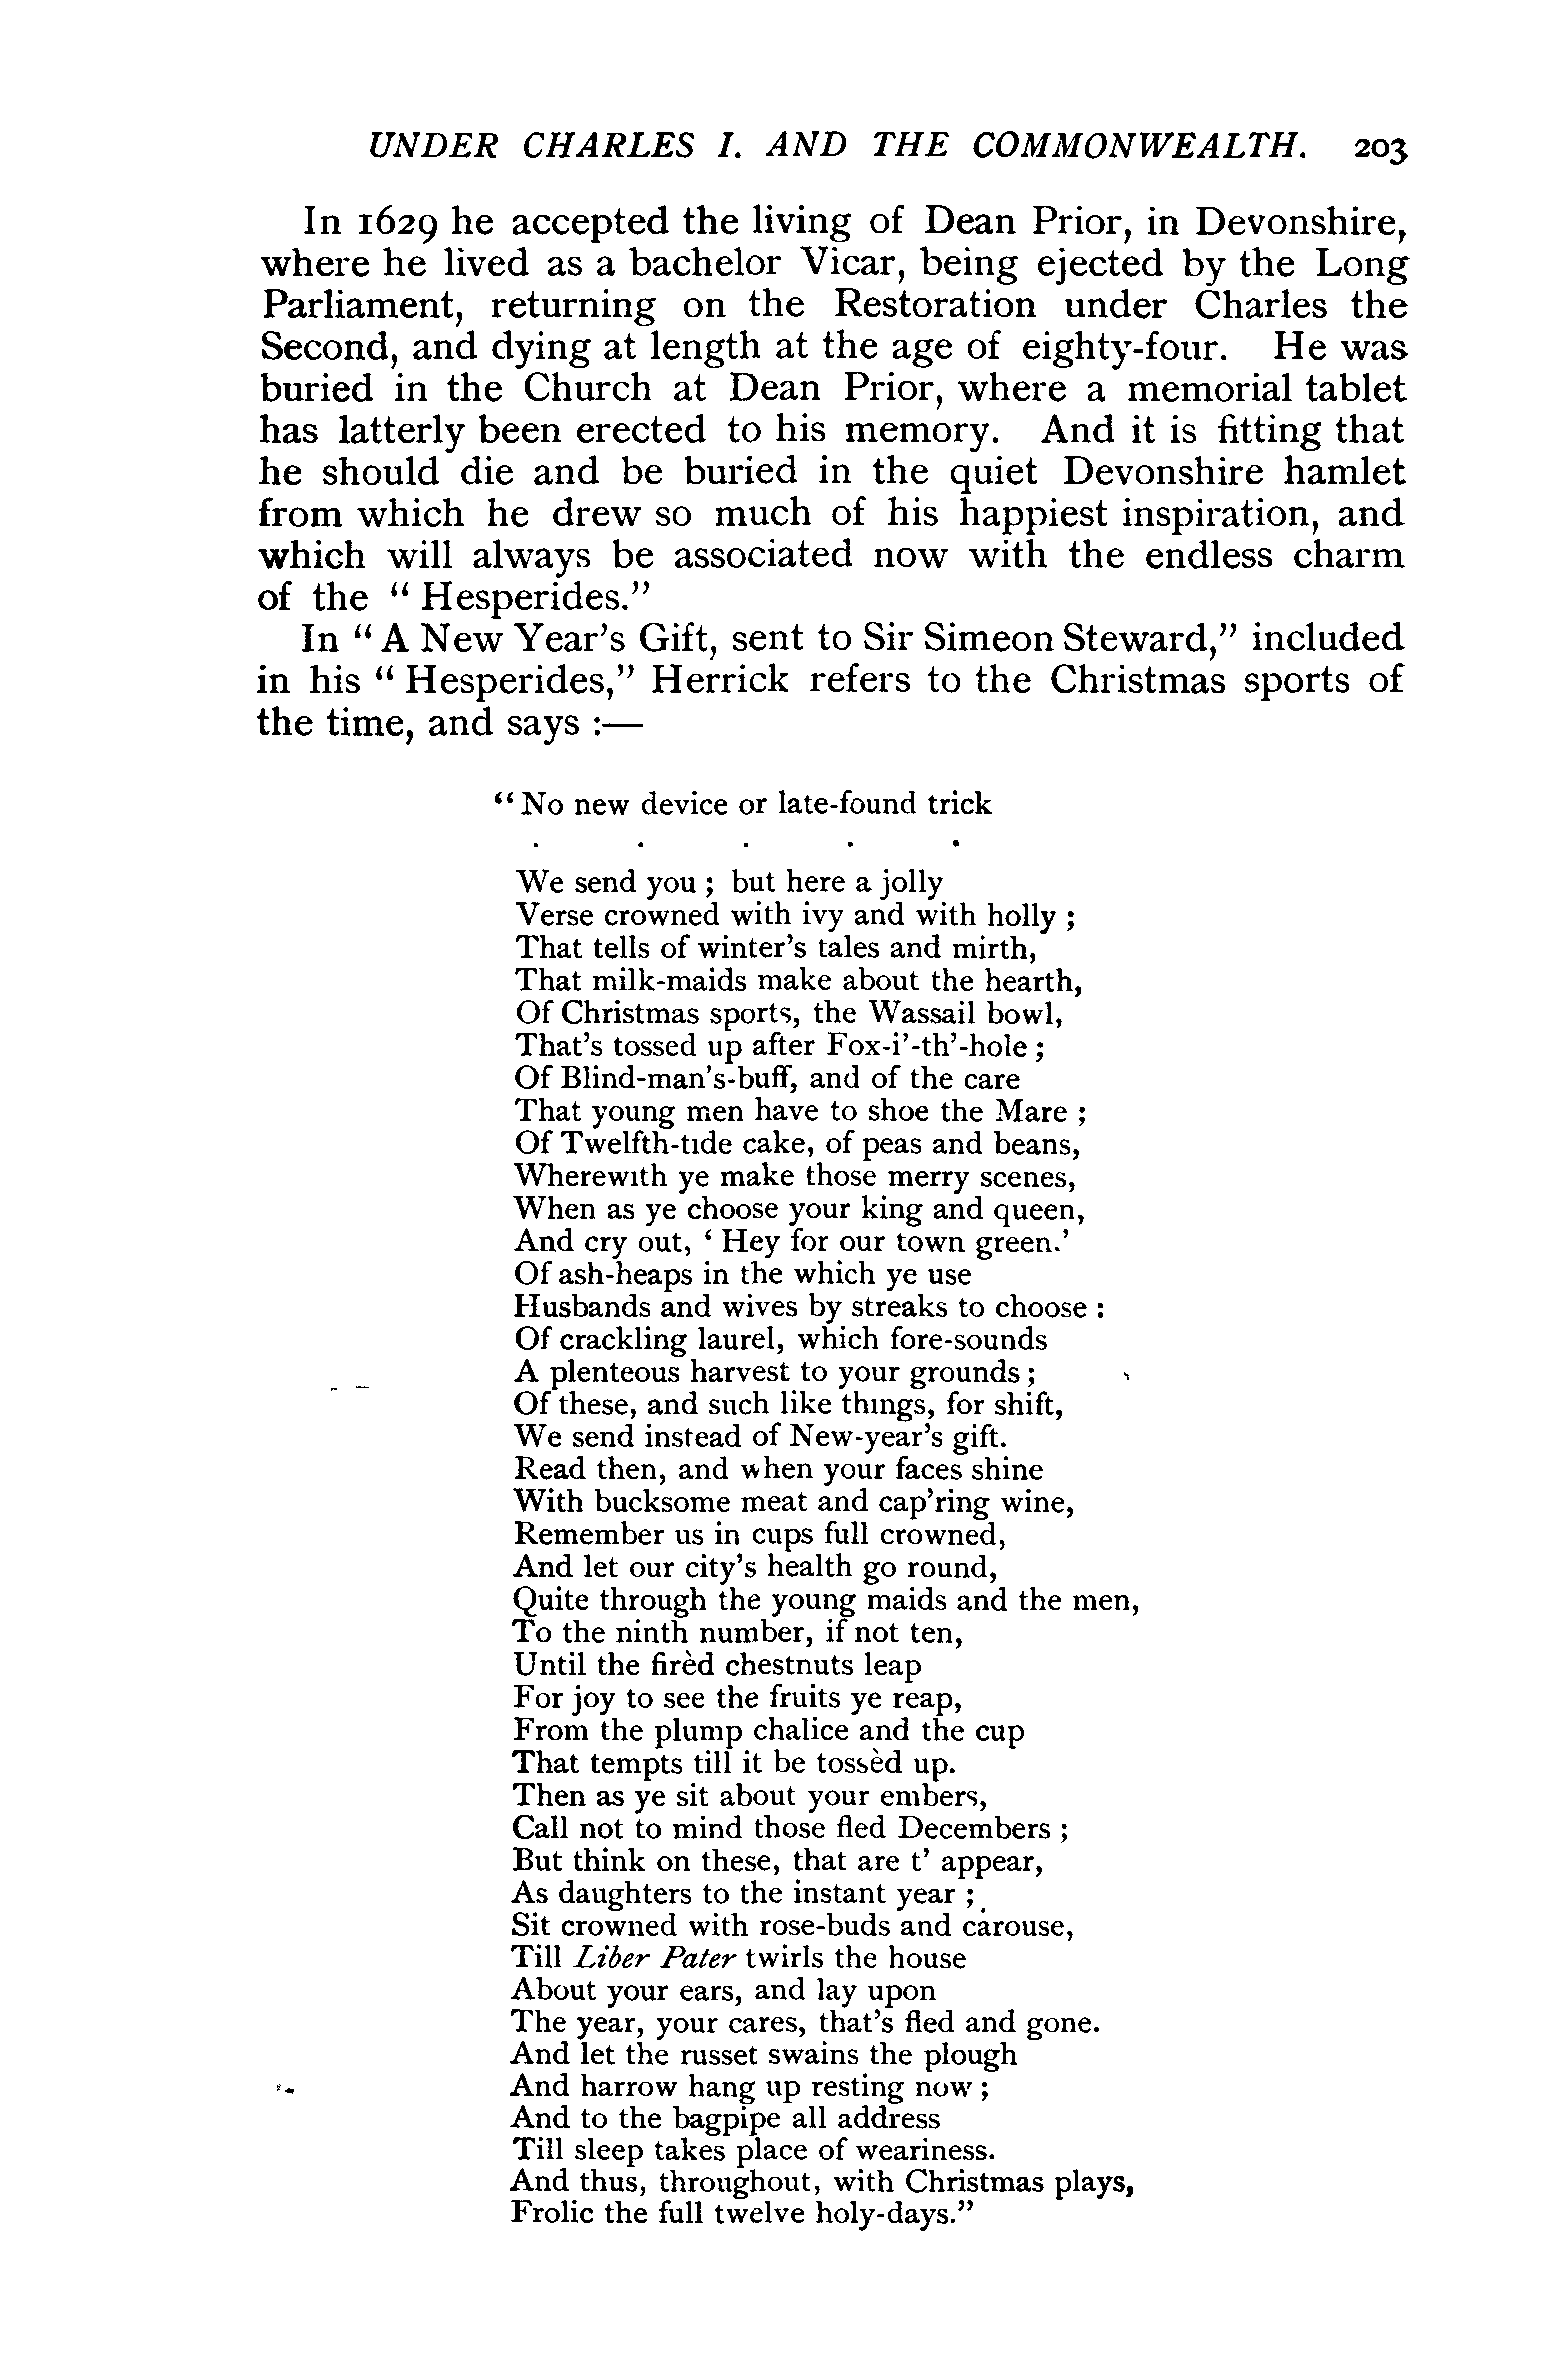 UNDER CHARLES I. AND THE COMMONWEALTH. 203
In 1629 he accepted the living of Dean Prior, in Devonshire,
where he lived as a bachelor Vicar, being ejected by the Long
Parliament, returning on the Restoration under Charles the
Second, and dying at length at the age of eighty-four. He was
buried in the Church at Dean Prior, where a memorial tablet
has latterly been erected to his memory. And it is fitting that
he should die and be buried in the quiet Devonshire hamlet
from which he drew so much of his happiest inspiration, and
which will always be associated now with the endless charm
of the “ Hesperides.”
In “ A New Year’s Gift, sent to Sir Simeon Steward,” included
in his “ Hesperides,” Herrick refers to the Christmas sports of
the time, and says :—
“ No new device or late-found trick
. . . . .
We send you ; but here a jolly
Verse crowned with ivy and with holly ;
That tells of winter’s tales and mirth,
That milk-maids make about the hearth,
Of Christmas sports, the Wassail bowl,
That’s tossed up after Fox-i’-th’-hole ;
Of Blind-man’s-buff, and of the care
That young men have to shoe the Mare ;
Of Twelfth-tide cake, of peas and beans,
Wherewith ye make those merry scenes,
When as ye choose your king and queen,
And cry out, ‘ Hey for our town green.’
Of ash-heaps in the which ye use
Husbands and wives by streaks to choose :
Of crackling laurel, which fore-sounds
A plenteous harvest to your grounds ;
Of these, and such like things, for shift,
We send instead of New-year’s gift.
Read then, and when your faces shine
With bucksome meat and cap’ring wine,
Remember us in cups full crowned,
And let our city’s health go round,
Quite through the young maids and the men,
To the ninth number, if not ten,
Until the firèd chestnuts leap
For joy to see the fruits ye reap,
From the plump chalice and the cup
That tempts till it be tossèd up.
Then as ye sit about your embers,
Call not to mind those fled Decembers ;
But think on these, that are t’ appear,
As daughters to the instant year ;
Sit crowned with rose-buds and carouse,
Till Liber Pater twirls the house
About your ears, and lay upon
The year, your cares, that’s fled and gone.
And let the russet swains the plough
And harrow hang up resting now ;
And to the bagpipe all address
Till sleep takes place of weariness.
And thus, throughout, with Christmas plays,
Frolic the full twelve holy-days.”